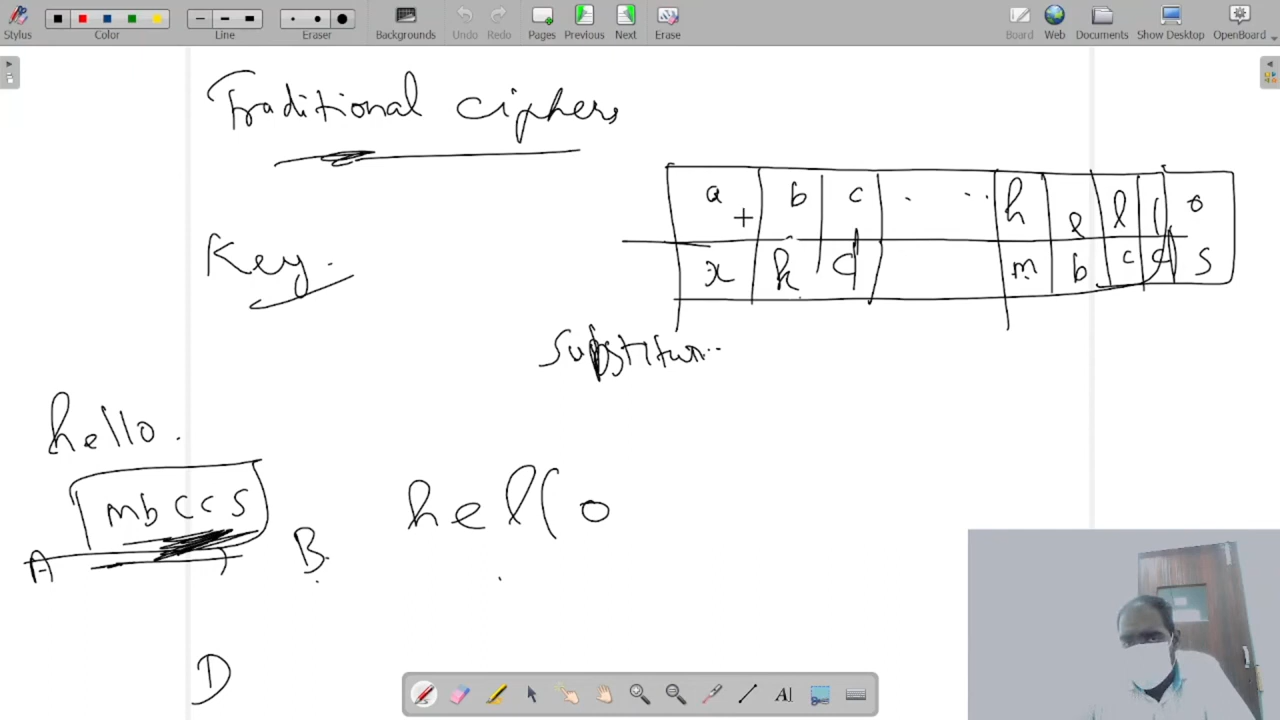 Stylus Color Line Eraser Backgrounds Undo Redo Pages Previous Next Erase Board Web Documents Show Desktop OpenBoard
Traditional ciphers
a b c . .. h e l l o
Key.
x k d m b c d s
hello.
mbccs
hello
A B
D
AI